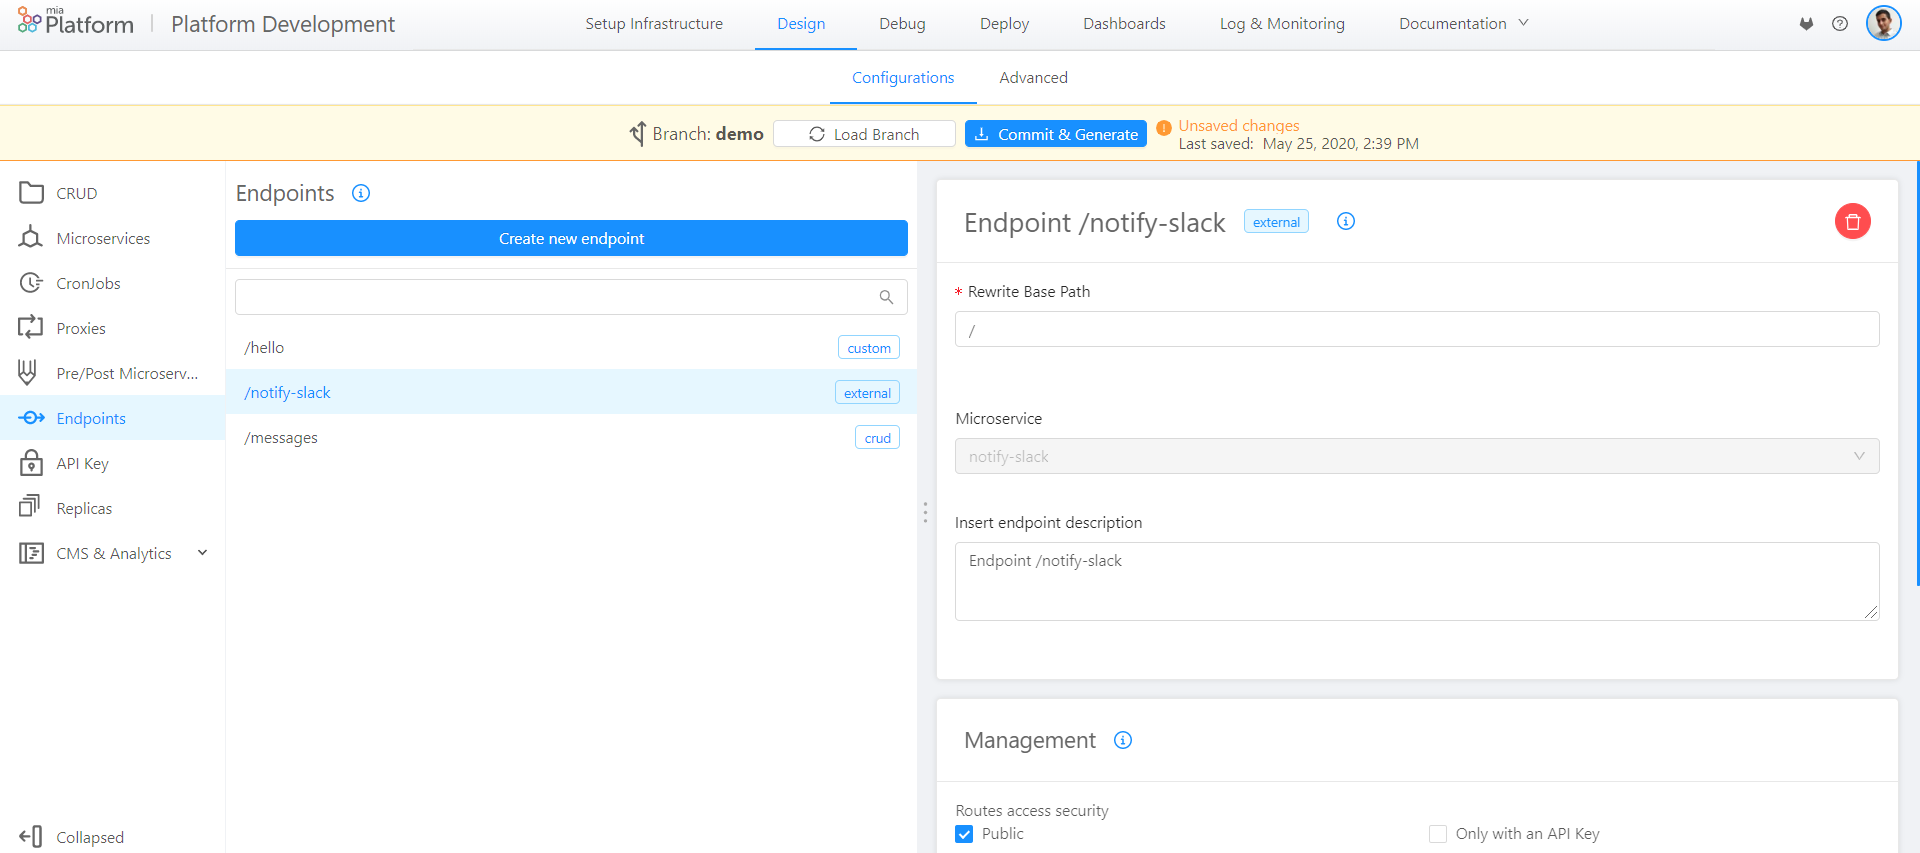 mia
Platform
Platform Development
Setup Infrastructure
Design
Debug
Deploy
Dashboards
Log & Monitoring
Documentation
Configurations
Advanced
Branch: demo
Load Branch
Commit & Generate
Unsaved changes
Last saved: May 25, 2020, 2:39 PM
CRUD
Microservices
CronJobs
Proxies
Pre/Post Microserv...
Endpoints
API Key
Replicas
CMS & Analytics
Collapsed
Endpoints
Create new endpoint
/hello
custom
/notify-slack
external
/messages
crud
Endpoint /notify-slack
external
* Rewrite Base Path
/
Microservice
notify-slack
Insert endpoint description
Endpoint /notify-slack
Management
Routes access security
Public
Only with an API Key